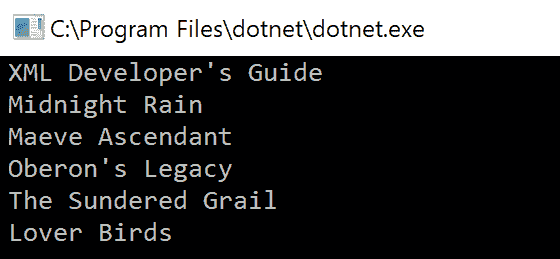 C:\Program Files\dotnet\dotnet.exe
XML Developer's Guide
Midnight Rain
Maeve Ascendant
Oberon's Legacy
The Sundered Grail
Lover Birds